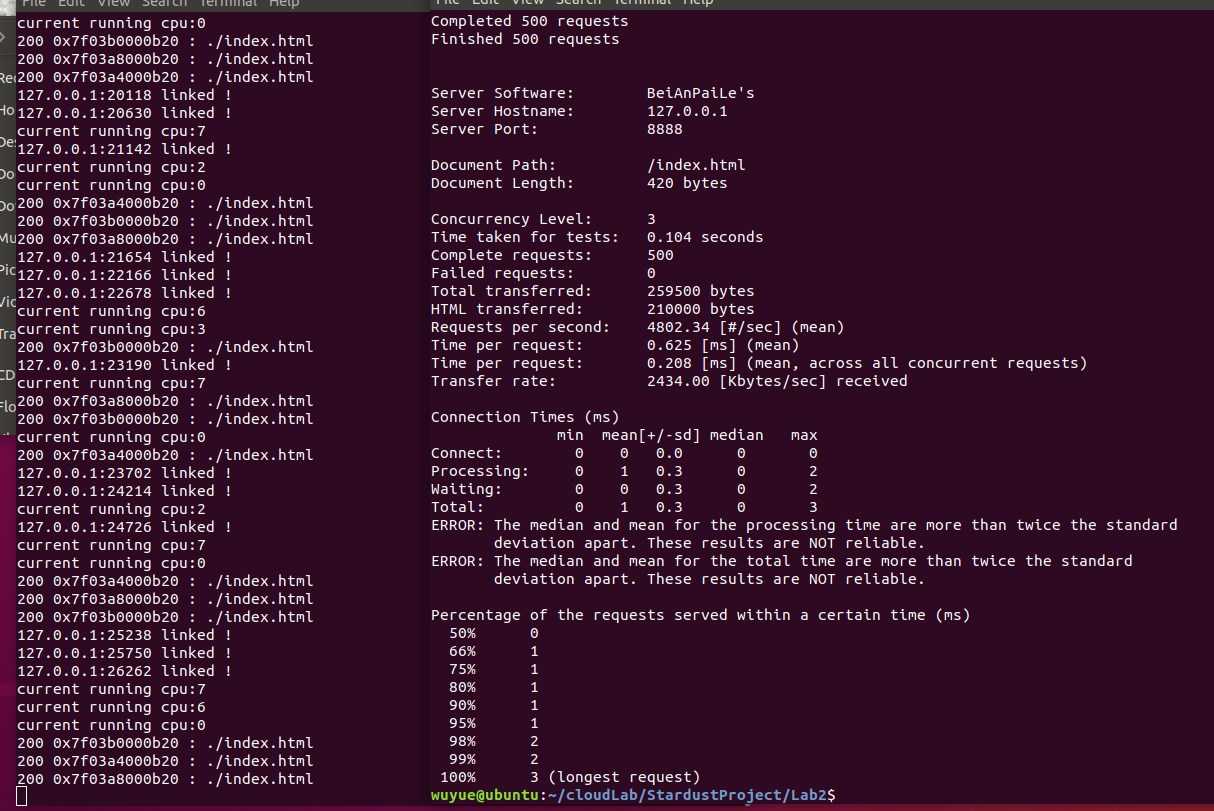 File Edit View Search Terminal Help
current running cpu:0
200 0x7f03b0000b20 : ./index.html
200 0x7f03a8000b20 : ./index.html
200 0x7f03a4000b20 : ./index.html
127.0.0.1:20118 linked !
127.0.0.1:20630 linked !
current running cpu:7
127.0.0.1:21142 linked !
current running cpu:2
current running cpu:0
200 0x7f03a4000b20 : ./index.html
200 0x7f03b0000b20 : ./index.html
200 0x7f03a8000b20 : ./index.html
127.0.0.1:21654 linked !
127.0.0.1:22166 linked !
127.0.0.1:22678 linked !
current running cpu:6
current running cpu:3
200 0x7f03b0000b20 : ./index.html
127.0.0.1:23190 linked !
current running cpu:7
200 0x7f03a8000b20 : ./index.html
200 0x7f03b0000b20 : ./index.html
current running cpu:0
200 0x7f03a4000b20 : ./index.html
127.0.0.1:23702 linked !
127.0.0.1:24214 linked !
current running cpu:2
127.0.0.1:24726 linked !
current running cpu:7
current running cpu:0
200 0x7f03a4000b20 : ./index.html
200 0x7f03a8000b20 : ./index.html
200 0x7f03b0000b20 : ./index.html
127.0.0.1:25238 linked !
127.0.0.1:25750 linked !
127.0.0.1:26262 linked !
current running cpu:7
current running cpu:6
current running cpu:0
200 0x7f03b0000b20 : ./index.html
200 0x7f03a4000b20 : ./index.html
200 0x7f03a8000b20 : ./index.html
File Edit View Search Terminal Help
Completed 500 requests
Finished 500 requests
Server Software: BeiAnPaiLe's
Server Hostname: 127.0.0.1
Server Port: 8888
Document Path: /index.html
Document Length: 420 bytes
Concurrency Level: 3
Time taken for tests: 0.104 seconds
Complete requests: 500
Failed requests: 0
Total transferred: 259500 bytes
HTML transferred: 210000 bytes
Requests per second: 4802.34 [#/sec] (mean)
Time per request: 0.625 [ms] (mean)
Time per request: 0.208 [ms] (mean, across all concurrent requests)
Transfer rate: 2434.00 [Kbytes/sec] received
Connection Times (ms)
min mean[+/-sd] median max
Connect: 0 0 0.0 0 0
Processing: 0 1 0.3 0 2
Waiting: 0 0 0.3 0 2
Total: 0 1 0.3 0 3
ERROR: The median and mean for the processing time are more than twice the standard
deviation apart. These results are NOT reliable.
ERROR: The median and mean for the total time are more than twice the standard
deviation apart. These results are NOT reliable.
Percentage of the requests served within a certain time (ms)
50% 0
66% 1
75% 1
80% 1
90% 1
95% 1
98% 2
99% 2
100% 3 (longest request)
wuyue@ubuntu:~/cloudLab/StardustProject/Lab2$